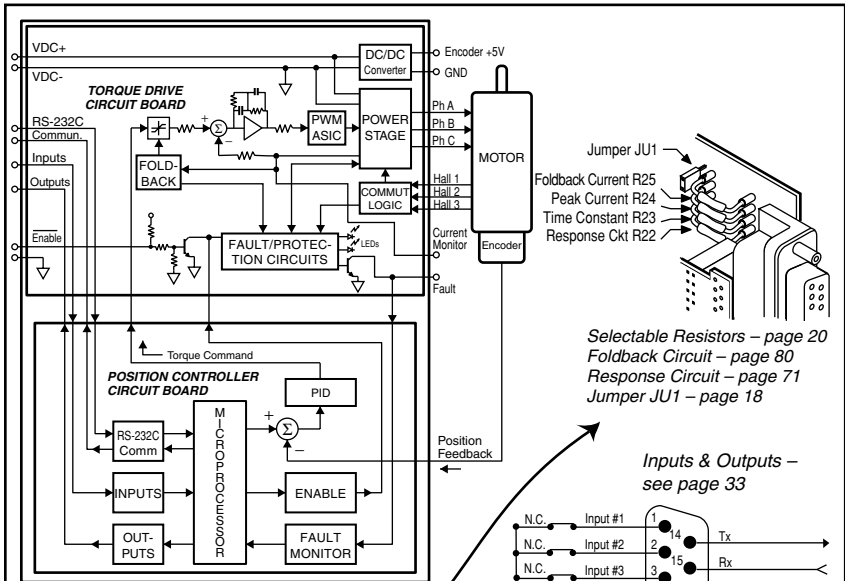 VDC+
VDC-
DC/DC
Converter
Encoder +5V
GND
TORQUE DRIVE
CIRCUIT BOARD
RS-232C
Commun.
Inputs
Outputs
Enable
+
Σ
−
PWM
ASIC
POWER
STAGE
Ph A
Ph B
Ph C
MOTOR
FOLD-
BACK
COMMUT
LOGIC
Hall 1
Hall 2
Hall 3
Encoder
FAULT/PROTEC-
TION CIRCUITS
LEDs
Current
Monitor
Fault
Torque Command
POSITION CONTROLLER
CIRCUIT BOARD
PID
RS-232C
Comm
MICROPROCESSOR
+
Σ
−
Position
Feedback
INPUTS
ENABLE
OUT-
PUTS
FAULT
MONITOR
Jumper JU1
Foldback Current R25
Peak Current R24
Time Constant R23
Response Ckt R22
Selectable Resistors – page 20
Foldback Circuit – page 80
Response Circuit – page 71
Jumper JU1 – page 18
Inputs & Outputs –
see page 33
N.C. Input #1 1 14 Tx
N.C. Input #2 2 15 Rx
N.C. Input #3 3